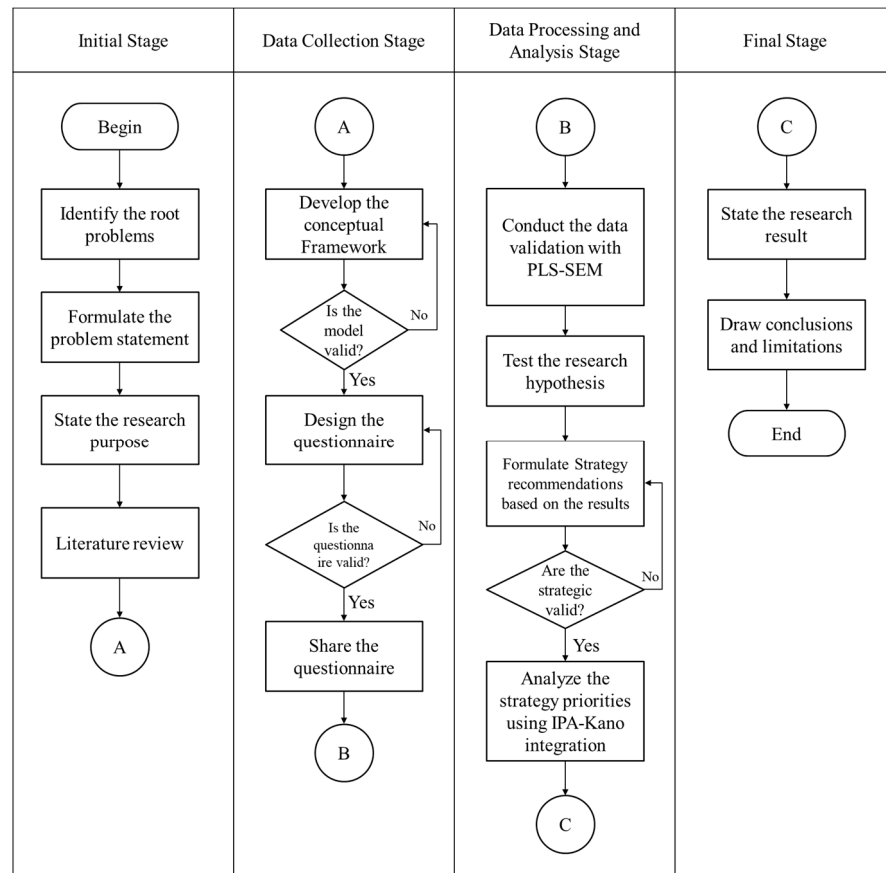 Initial Stage
Data Collection Stage
Data Processing and
Analysis Stage
Final Stage
Begin
Identify the root
problems
Formulate the
problem statement
State the research
purpose
Literature review
A
A
Develop the
conceptual
Framework
No
Is the
model
valid?
Yes
Design the
questionnaire
No
Is the
questionna
ire valid?
Yes
Share the
questionnaire
B
B
Conduct the data
validation with
PLS-SEM
Test the research
hypothesis
Formulate Strategy
recommendations
based on the results
No
Are the
strategic
valid?
Yes
Analyze the
strategy priorities
using IPA-Kano
integration
C
C
State the research
result
Draw conclusions
and limitations
End